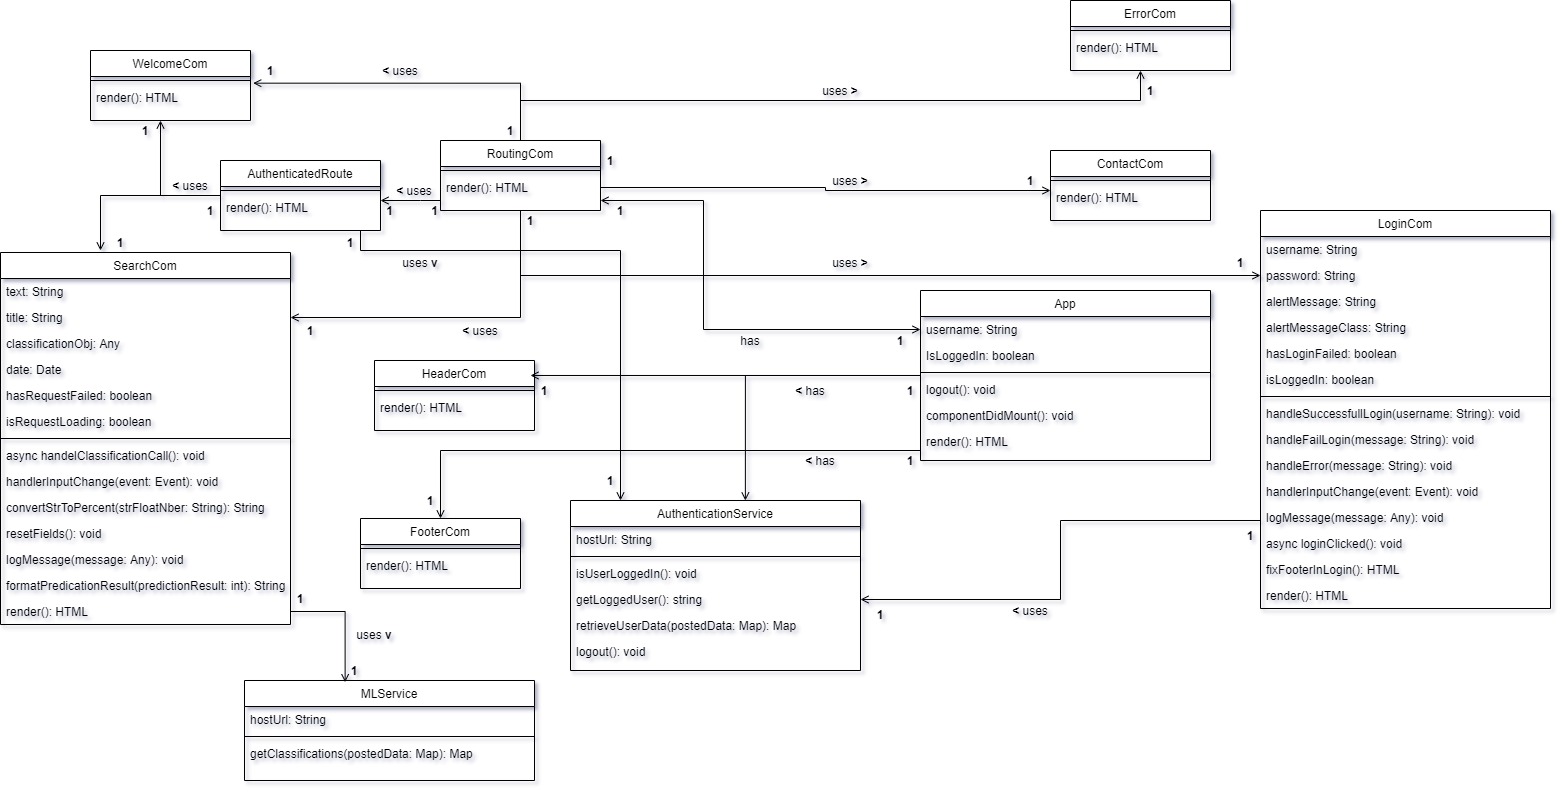 ErrorCom
render(): HTML
1
WelcomeCom
render(): HTML
1
< uses
uses >
1
1
RoutingCom
render(): HTML
1
1
1
1
AuthenticatedRoute
render(): HTML
< uses
1
1
< uses
1
uses >
1
ContactCom
render(): HTML
1
uses v
uses >
1
< uses
1
has
1
SearchCom
text: String
title: String
classificationObj: Any
date: Date
hasRequestFailed: boolean
isRequestLoading: boolean
async handelClassificationCall(): void
handlerInputChange(event: Event): void
convertStrToPercent(strFloatNber: String): String
resetFields(): void
logMessage(message: Any): void
formatPredicationResult(predictionResult: int): String
render(): HTML
1
uses v
1
App
username: String
IsLoggedIn: boolean
logout(): void
componentDidMount(): void
render(): HTML
1
< has
1
1
< has
1
HeaderCom
render(): HTML
FooterCom
render(): HTML
1
AuthenticationService
hostUrl: String
isUserLoggedIn(): void
getLoggedUser(): string
retrieveUserData(postedData: Map): Map
logout(): void
1
< uses
1
LoginCom
username: String
password: String
alertMessage: String
alertMessageClass: String
hasLoginFailed: boolean
isLoggedIn: boolean
handleSuccessfullLogin(username: String): void
handleFailLogin(message: String): void
handleError(message: String): void
handlerInputChange(event: Event): void
logMessage(message: Any): void
async loginClicked(): void
fixFooterInLogin(): HTML
render(): HTML
MLService
hostUrl: String
getClassifications(postedData: Map): Map